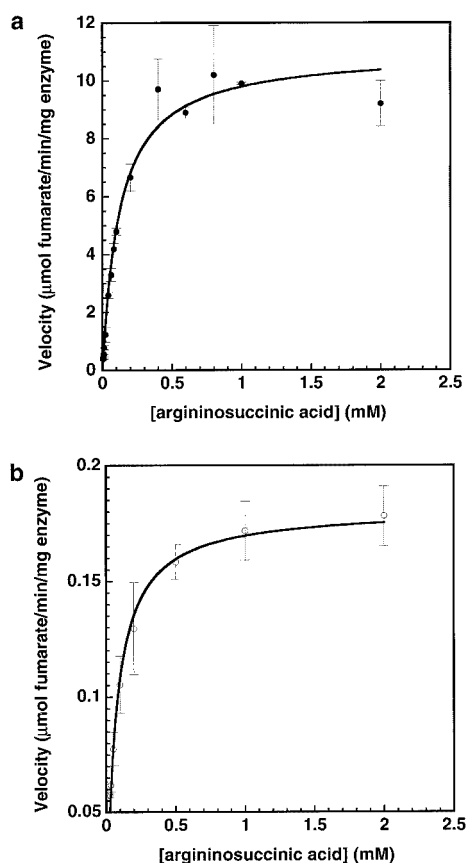 a
12
10
8
6
4
2
0
0 0.5 1 1.5 2 2.5
Velocity (μmol fumarate/min/mg enzyme)
[argininosuccinic acid] (mM)
b
0.2
0.15
0.1
0.05
0 0.5 1 1.5 2 2.5
Velocity (μmol fumarate/min/mg enzyme)
[argininosuccinic acid] (mM)